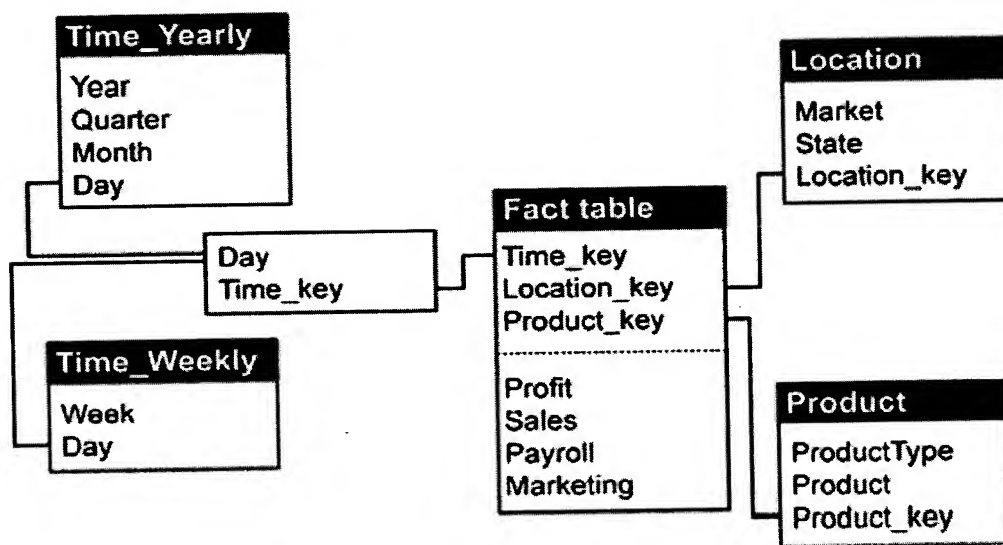 Time_Yearly
Year
Quarter
Month
Day
Day
Time_key
Time_Weekly
Week
Day
Fact table
Time_key
Location_key
Product_key
Profit
Sales
Payroll
Marketing
Location
Market
State
Location_key
Product
ProductType
Product
Product_key